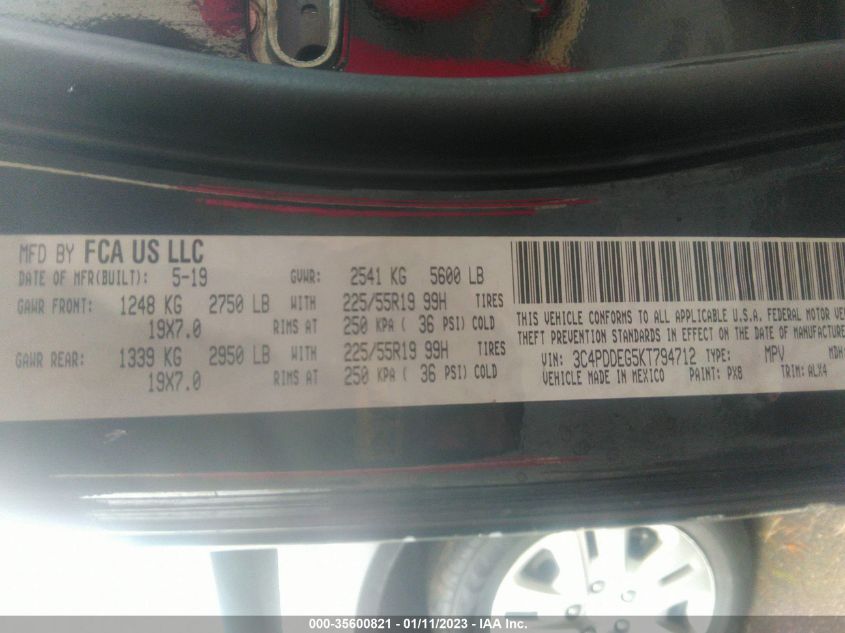 MFD BY FCA US LLC
DATE OF MFR(BUILT): 5-19 GVWR: 2541 KG 5600 LB
GAWR FRONT: 1248 KG 2750 LB WITH 225/55R19 99H TIRES
19X7.0 RIMS AT 250 KPA ( 36 PSI) COLD
GAWR REAR: 1339 KG 2950 LB WITH 225/55R19 99H TIRES
19X7.0 RIMS AT 250 KPA ( 36 PSI) COLD
THIS VEHICLE CONFORMS TO ALL APPLICABLE U.S.A. FEDERAL MOTOR
THEFT PREVENTION STANDARDS IN EFFECT ON THE DATE OF
VIN: 3C4PDDEG5KT794712 TYPE: MPV MDH
VEHICLE MADE IN MEXICO PAINT: PX8 TRIM: ALX4
000-35600821 - 01/11/2023 - IAA Inc.